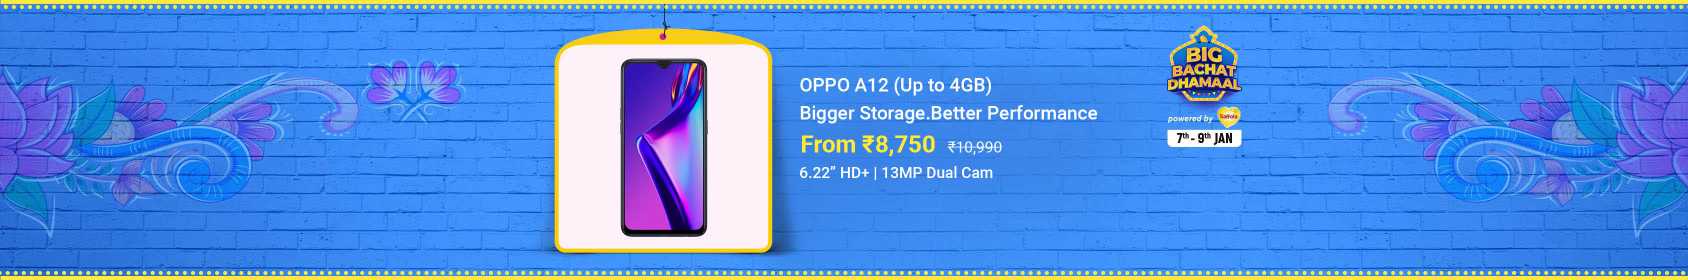 OPPO A12 (Up to 4GB)
Bigger Storage.Better Performance
From ₹8,750 ₹10,990
6.22” HD+ | 13MP Dual Cam
BIG
BACHAT
DHAMAAL
powered by Saffola
7th - 9th JAN